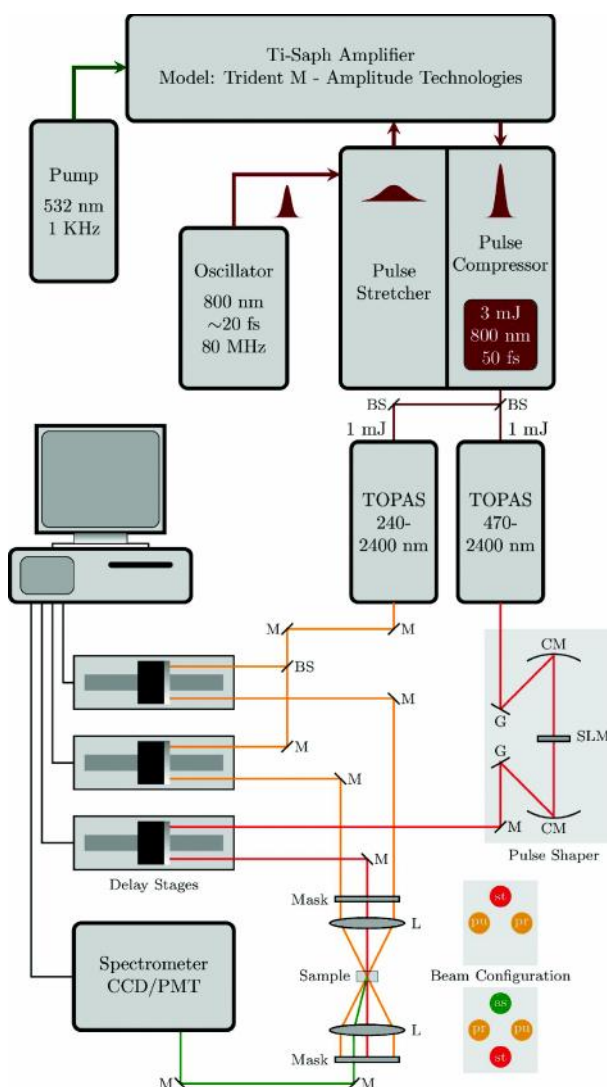 Ti-Saph Amplifier
Model: Trident M - Amplitude Technologies
Pump
532 nm
1 KHz
Oscillator
800 nm
~20 fs
80 MHz
Pulse
Stretcher
Pulse
Compressor
3 mJ
800 nm
50 fs
BS
BS
1 mJ
1 mJ
TOPAS
240-
2400 nm
TOPAS
470-
2400 nm
M
M
BS
M
M
M
M
CM
G
SLM
G
M
CM
Pulse Shaper
Delay Stages
Mask
L
Sample
L
Mask
M
M
Spectrometer
CCD/PMT
st
pu
pr
Beam Configuration
as
pr
pu
st